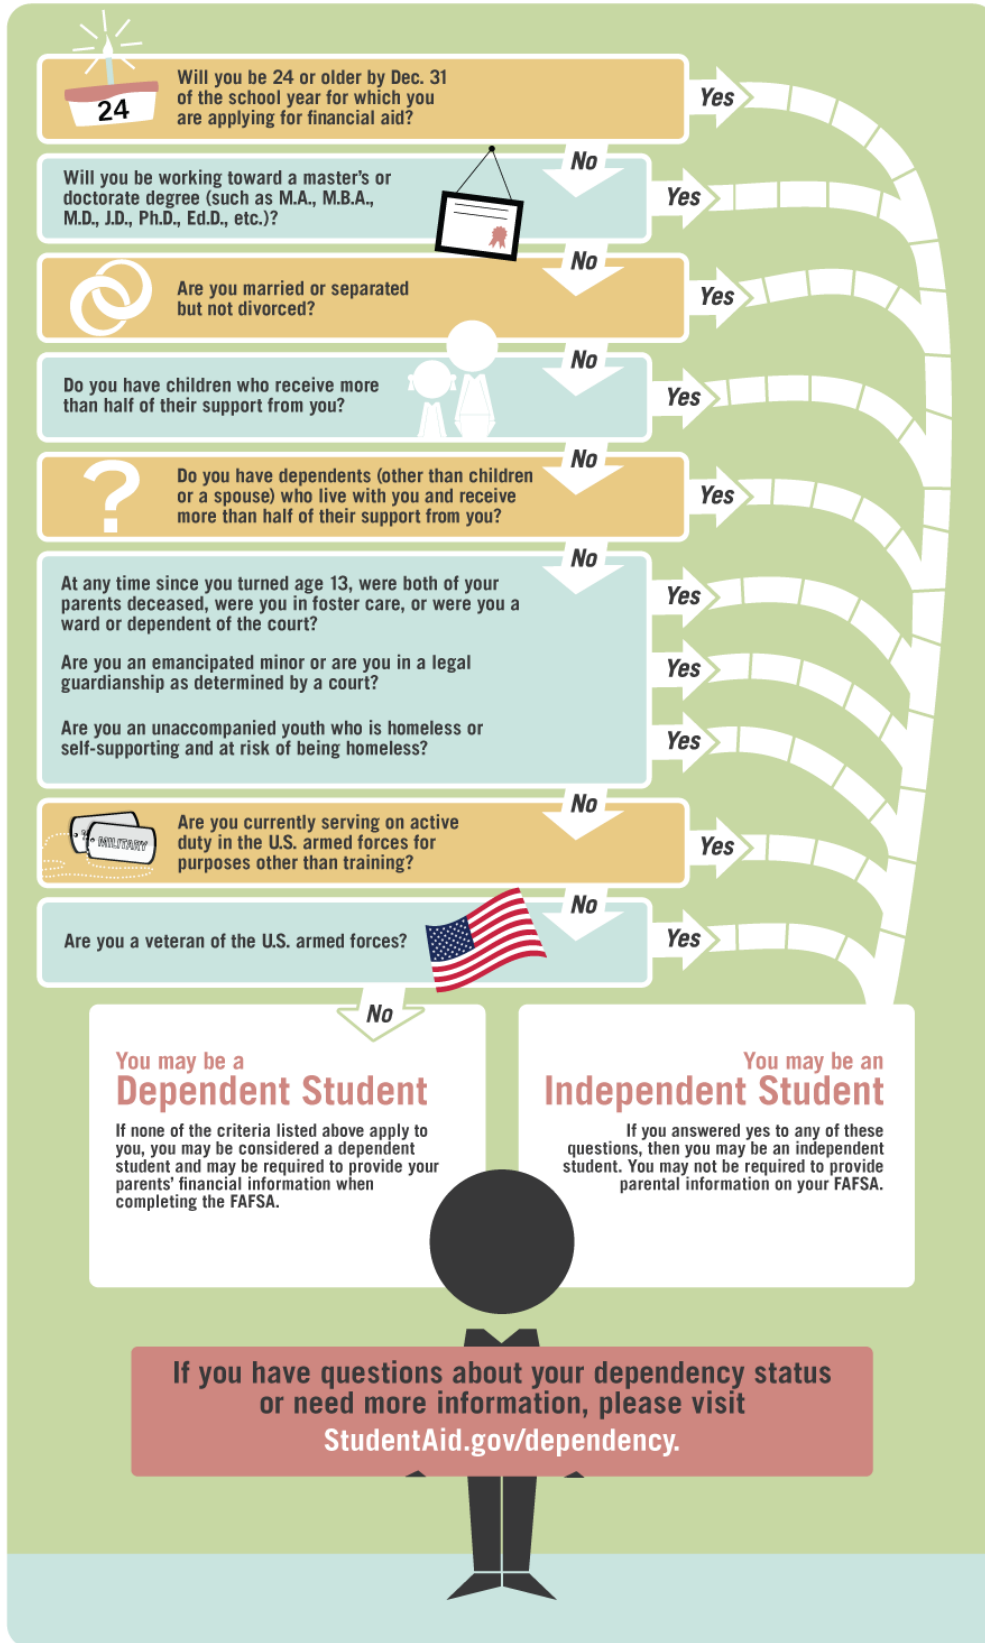 24
Will you be 24 or older by Dec. 31
of the school year for which you
are applying for financial aid?
Yes
No
Will you be working toward a master's or
doctorate degree (such as M.A., M.B.A.,
M.D., J.D., Ph.D., Ed.D., etc.)?
Yes
No
Are you married or separated
but not divorced?
Yes
No
Do you have children who receive more
than half of their support from you?
Yes
No
?
Do you have dependents (other than children
or a spouse) who live with you and receive
more than half of their support from you?
Yes
No
At any time since you turned age 13, were both of your
parents deceased, were you in foster care, or were you a
ward or dependent of the court?
Yes
Are you an emancipated minor or are you in a legal
guardianship as determined by a court?
Yes
Are you an unaccompanied youth who is homeless or
self-supporting and at risk of being homeless?
Yes
No
MILITARY
Are you currently serving on active
duty in the U.S. armed forces for
purposes other than training?
Yes
No
Are you a veteran of the U.S. armed forces?
Yes
No
You may be a
Dependent Student
If none of the criteria listed above apply to
you, you may be considered a dependent
student and may be required to provide your
parents' financial information when
completing the FAFSA.
You may be an
Independent Student
If you answered yes to any of these
questions, then you may be an independent
student. You may not be required to provide
parental information on your FAFSA.
If you have questions about your dependency status
or need more information, please visit
StudentAid.gov/dependency.